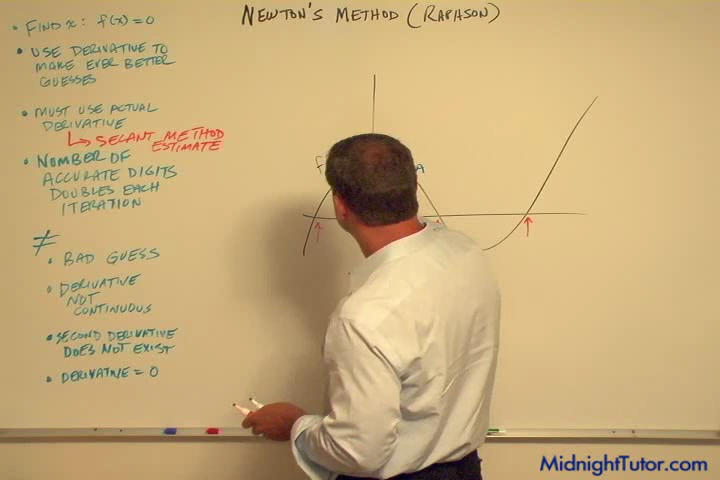 NEWTON'S METHOD (RAPHSON)
• FIND x: f(x) = 0
• USE DERIVATIVE TO
MAKE EVER BETTER
GUESSES
• MUST USE ACTUAL
DERIVATIVE
↳ SECANT METHOD
ESTIMATE
• NUMBER OF
ACCURATE DIGITS
DOUBLES EACH
ITERATION
≠
• BAD GUESS
• DERIVATIVE
NOT
CONTINUOUS
• SECOND DERIVATIVE
DOES NOT EXIST
• DERIVATIVE = 0
MidnightTutor.com